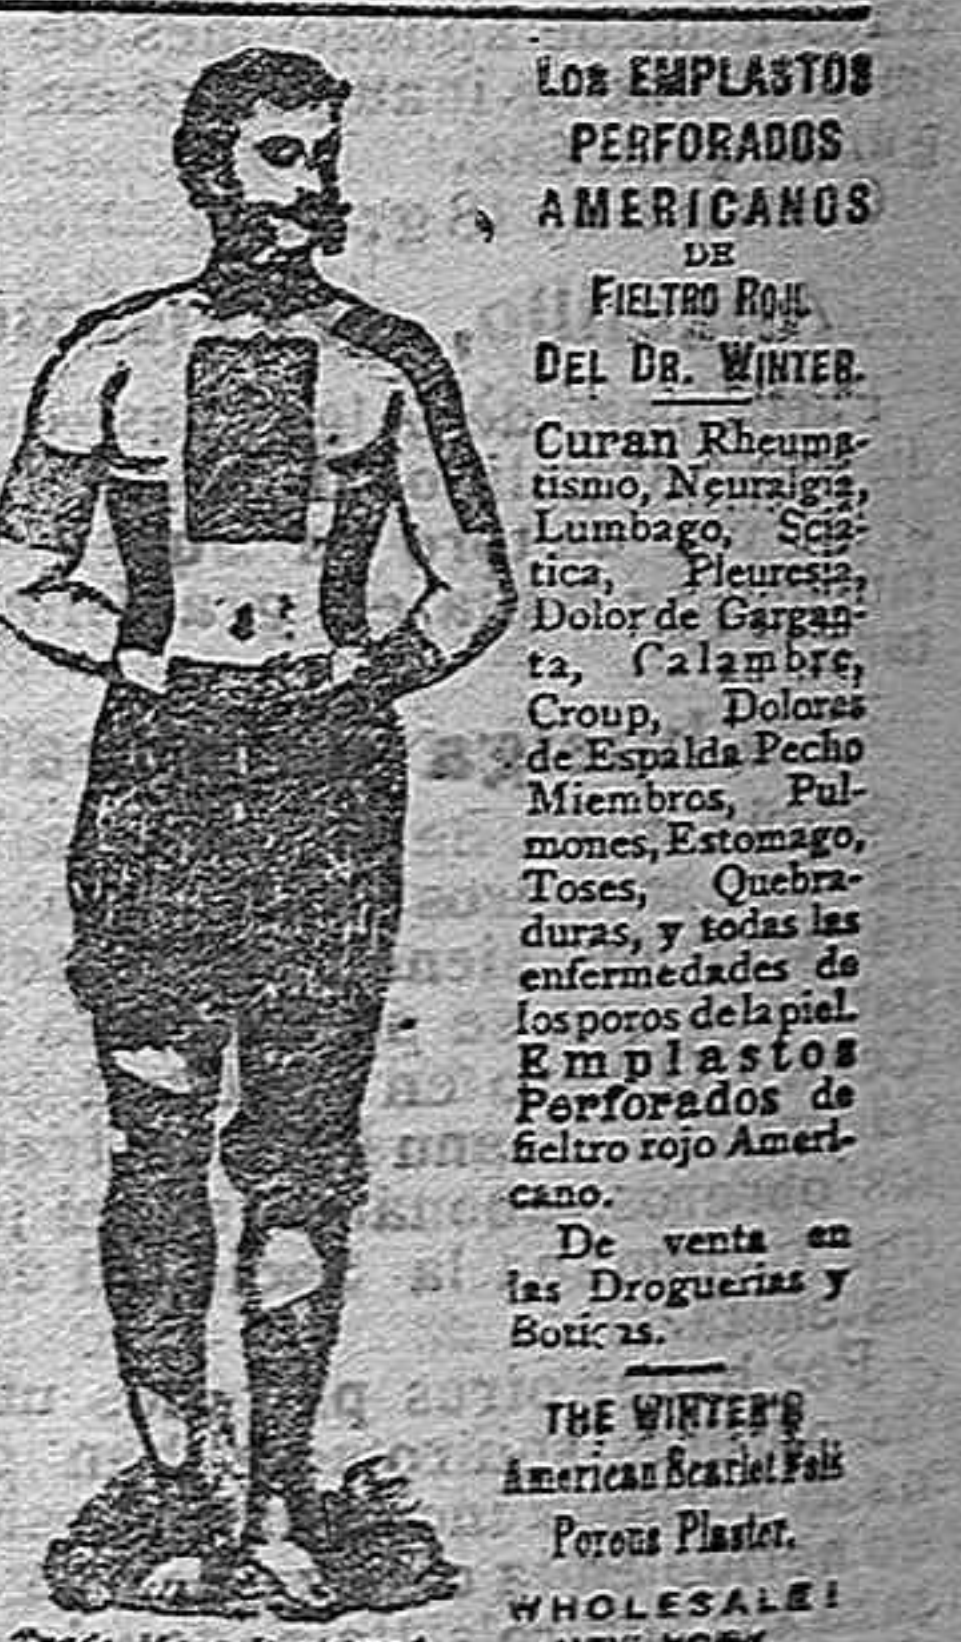 Los EMPLASTOS
PERFORADOS
AMERICANOS
DE
FIELTRO ROJO
DEL DR. WINTER.
Curan Rheuma-
tismo, Neuralgia,
Lumbago, Sciá-
tica, Pleuresia,
Dolor de Gargan-
ta, Calambre,
Croup, Dolores
de Espalda Pecho
Miembros, Pul-
mones, Estomago,
Toses, Quebra-
duras, y todas las
enfermedades de
los poros de la piel.
Emplastos
Perforados de
fieltro rojo Ameri-
cano.
De venta en
las Droguerias y
Boticas.
THE WINTER'S
American Scarlet Felt
Porous Plaster.
WHOLESALE!
NEW YORK